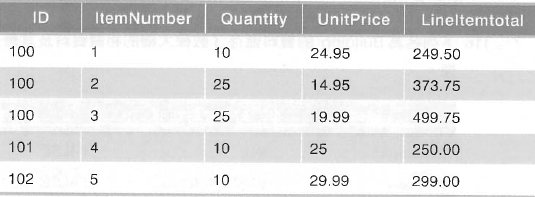 ID ItemNumber Quantity UnitPrice LineItemtotal
100 1 10 24.95 249.50
100 2 25 14.95 373.75
100 3 25 19.99 499.75
101 4 10 25 250.00
102 5 10 29.99 299.00